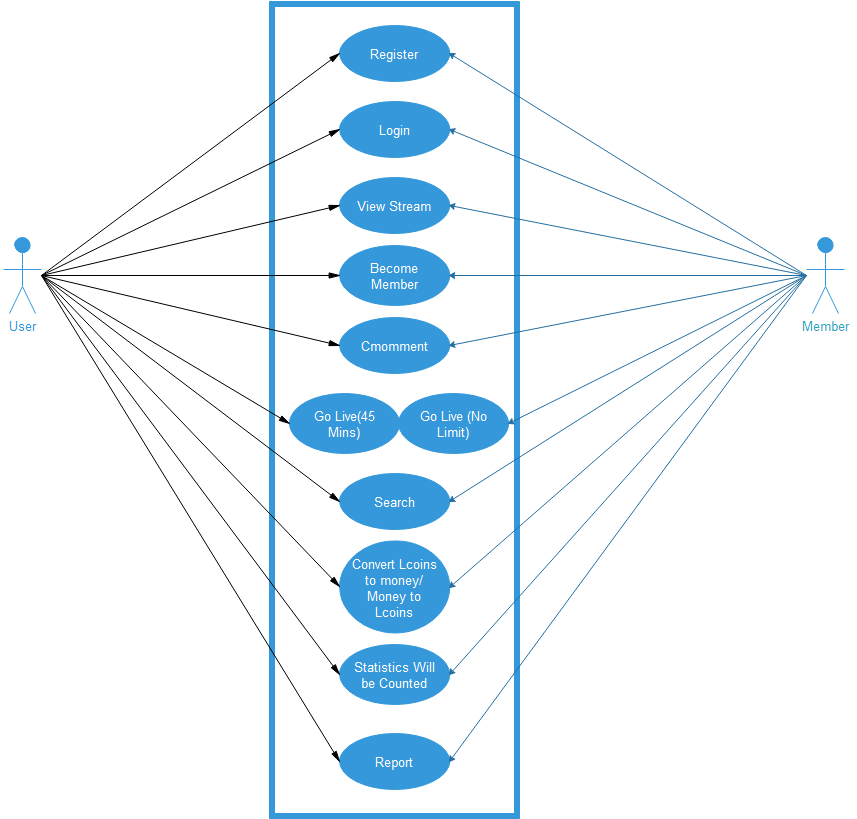 Register
Login
View Stream
Become
Member
User
Member
Cmomment
Go Live(45
Mins)
Go Live (No
Limit)
Search
Convert Lcoins
to money/
Money to
Lcoins
Statistics Will
be Counted
Report